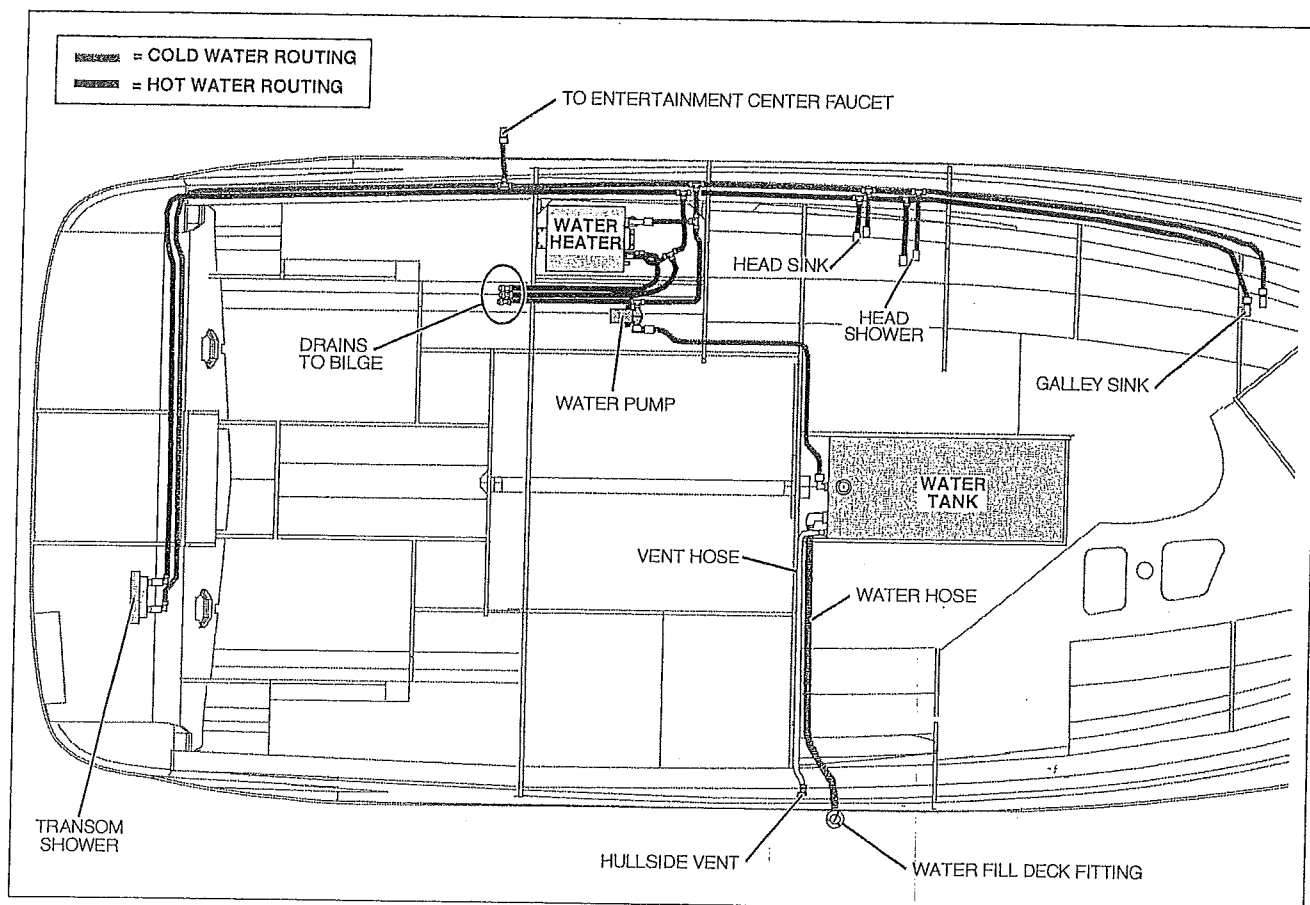 = COLD WATER ROUTING
= HOT WATER ROUTING
TO ENTERTAINMENT CENTER FAUCET
WATER
HEATER
HEAD SINK
HEAD
SHOWER
DRAINS
TO BILGE
GALLEY SINK
WATER PUMP
WATER
TANK
VENT HOSE
WATER HOSE
TRANSOM
SHOWER
HULLSIDE VENT
WATER FILL DECK FITTING